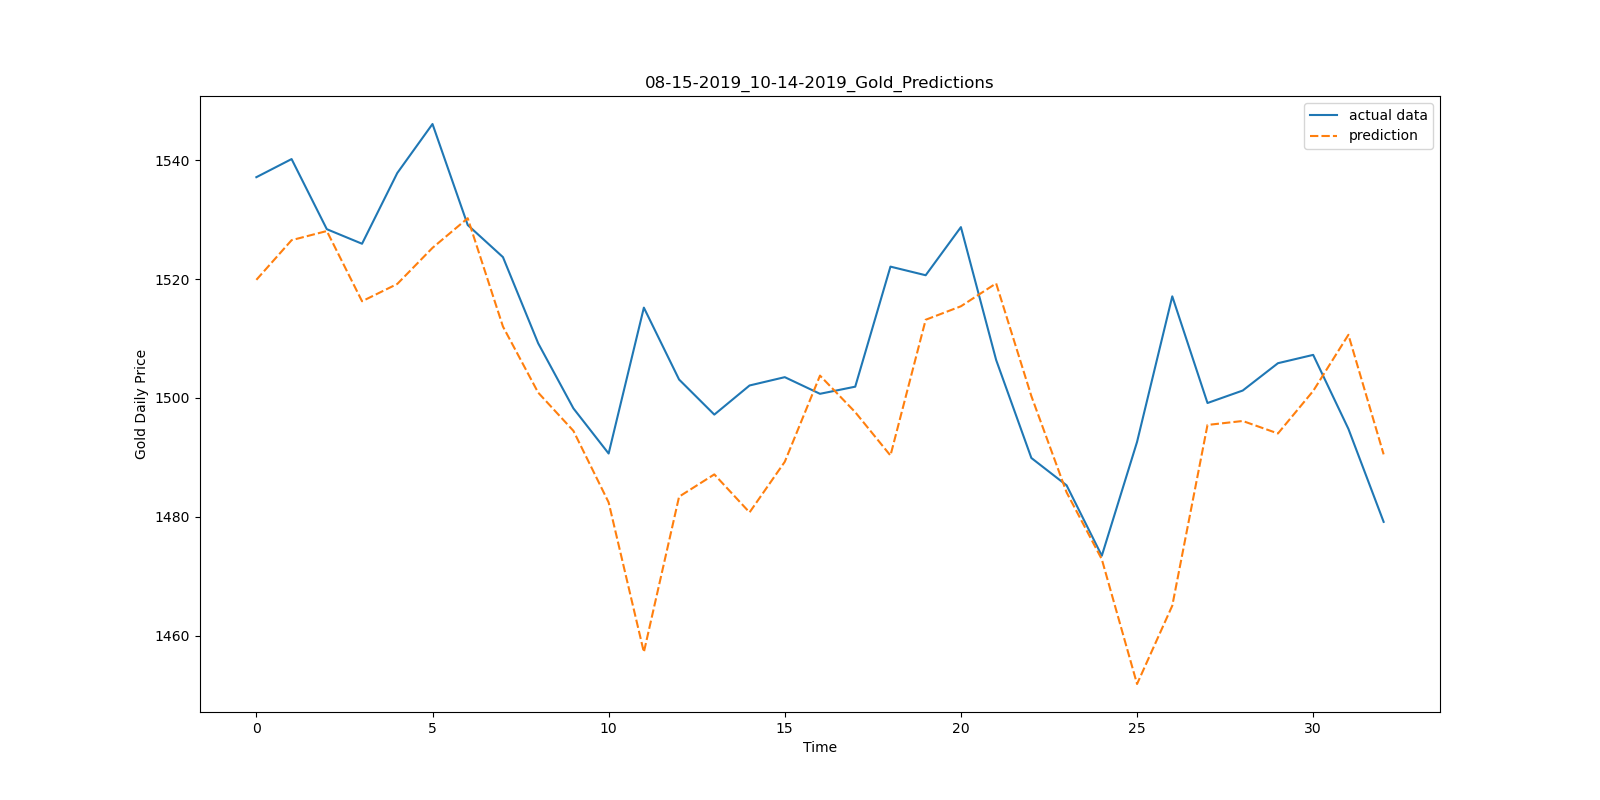 08-15-2019_10-14-2019_Gold_Predictions
actual data
prediction
1540
1520
1500
1480
1460
Gold Daily Price
0 5 10 15 20 25 30
Time